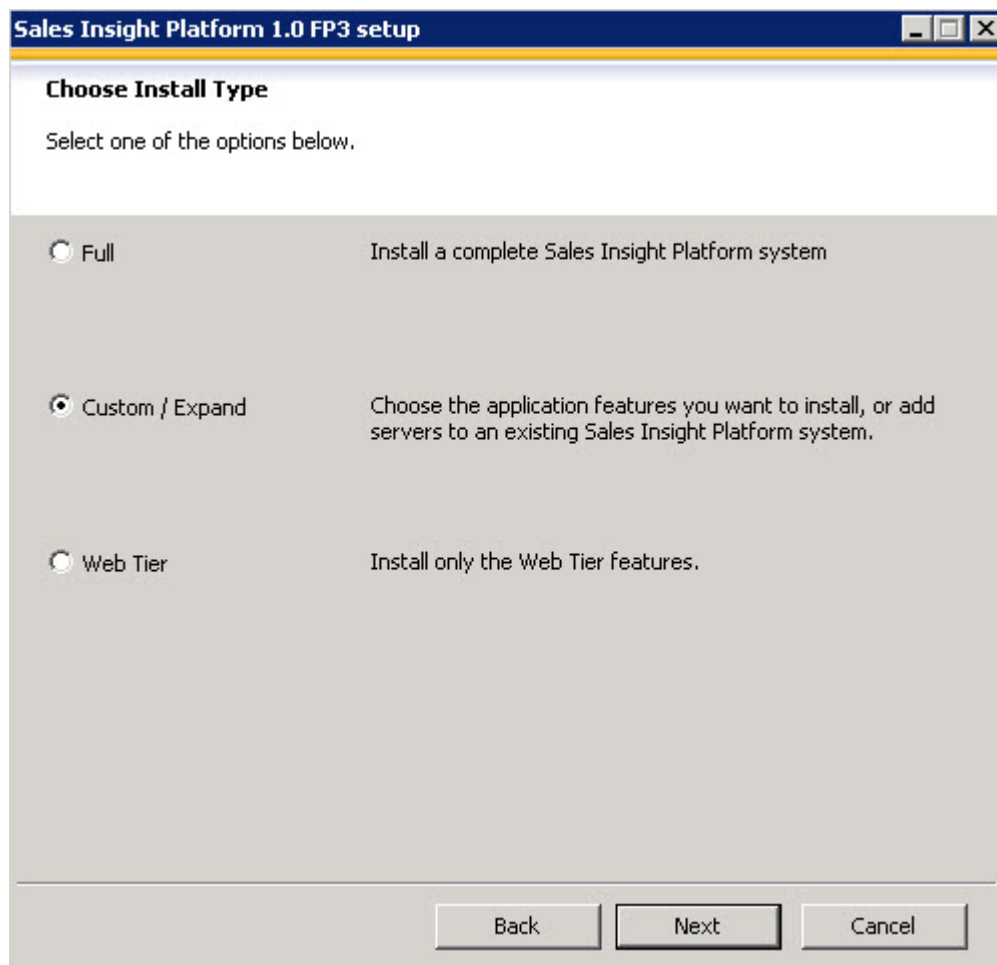 Sales Insight Platform 1.0 FP3 setup
Choose Install Type
Select one of the options below.
Full
Install a complete Sales Insight Platform system
Custom / Expand
Choose the application features you want to install, or add
servers to an existing Sales Insight Platform system.
Web Tier
Install only the Web Tier features.
Back
Next
Cancel